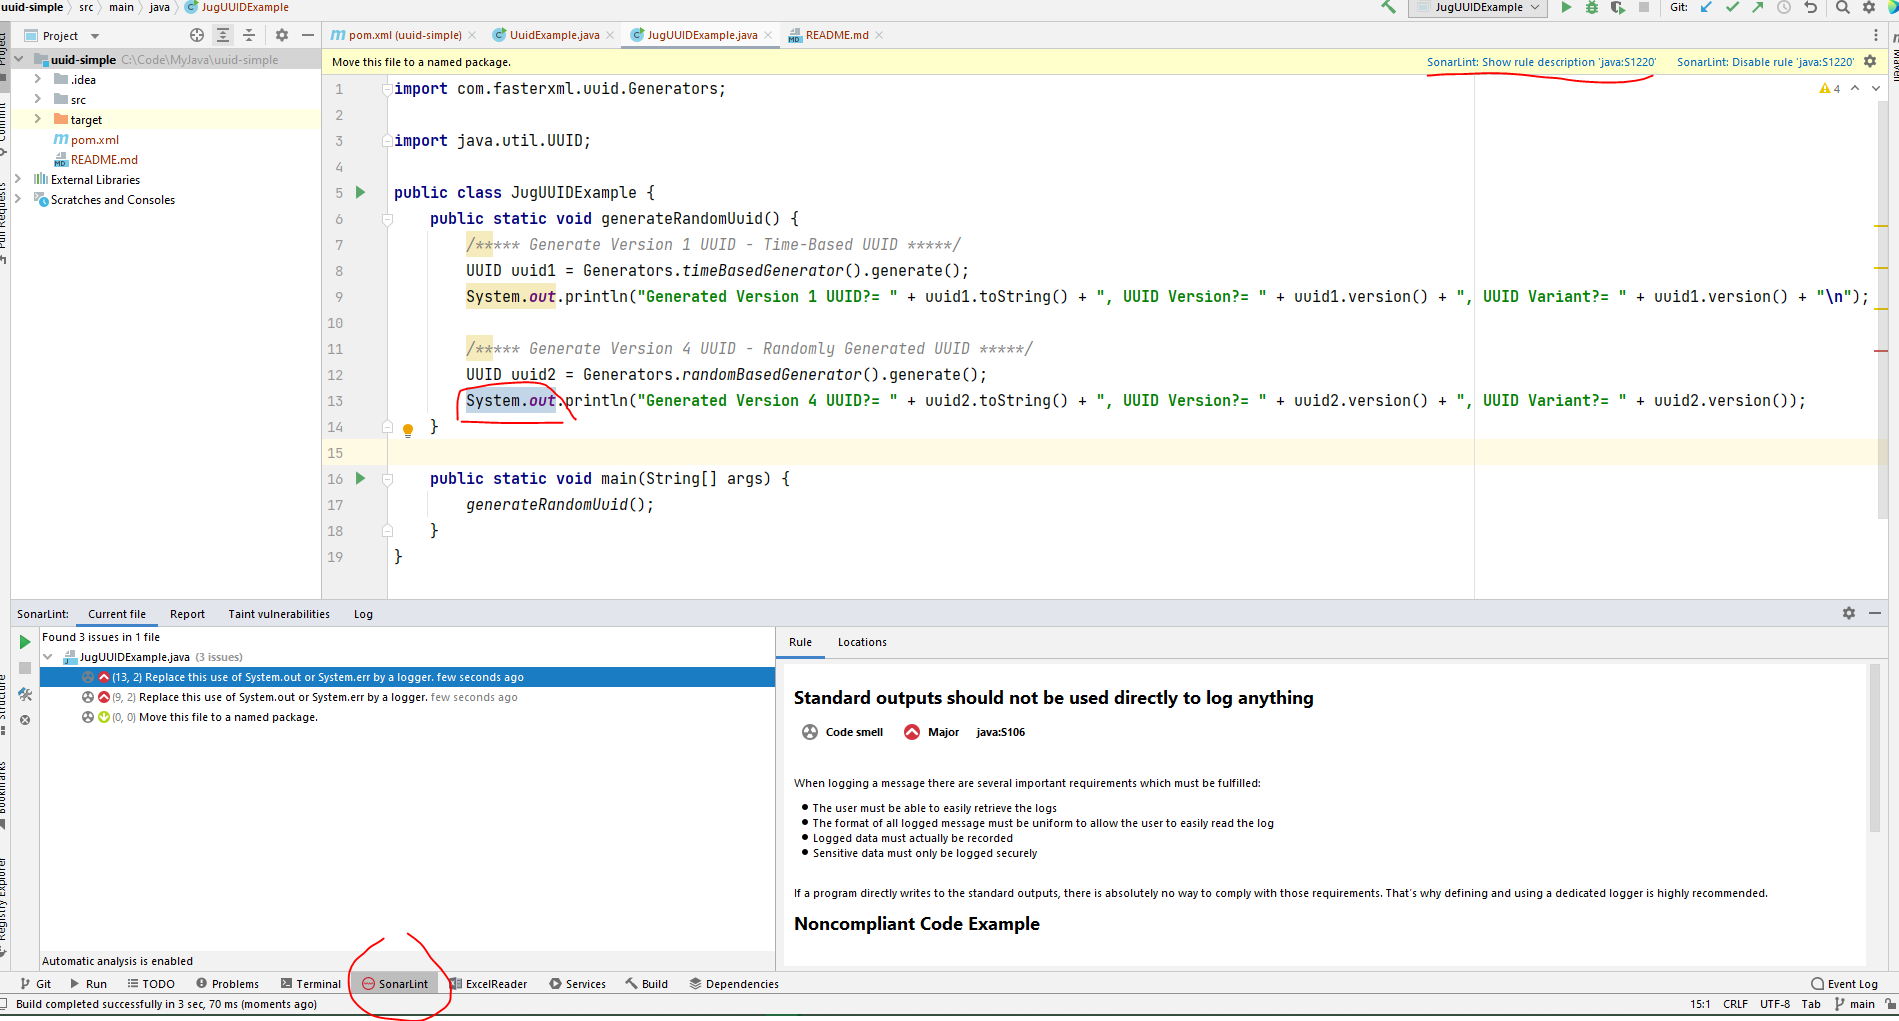 uuid-simple src main java JugUUIDExample
JugUUIDExample Git:
Project
pom.xml (uuid-simple) UuidExample.java JugUUIDExample.java README.md
uuid-simple C:\Code\MyJava\uuid-simple
.idea
src
target
pom.xml
README.md
External Libraries
Scratches and Consoles
Project
Commit
Pull Requests
Structure
Bookmarks
Registry Explorer
Maven
Move this file to a named package. SonarLint: Show rule description 'java:S1220' SonarLint: Disable rule 'java:S1220'
4
1 import com.fasterxml.uuid.Generators;
2
3 import java.util.UUID;
4
5 public class JugUUIDExample {
6 public static void generateRandomUuid() {
7 /***** Generate Version 1 UUID - Time-Based UUID *****/
8 UUID uuid1 = Generators.timeBasedGenerator().generate();
9 System.out.println("Generated Version 1 UUID?= " + uuid1.toString() + ", UUID Version?= " + uuid1.version() + ", UUID Variant?= " + uuid1.version() + "\n");
10
11 /***** Generate Version 4 UUID - Randomly Generated UUID *****/
12 UUID uuid2 = Generators.randomBasedGenerator().generate();
13 System.out.println("Generated Version 4 UUID?= " + uuid2.toString() + ", UUID Version?= " + uuid2.version() + ", UUID Variant?= " + uuid2.version());
14 }
15
16 public static void main(String[] args) {
17 generateRandomUuid();
18 }
19 }
SonarLint: Current file Report Taint vulnerabilities Log
Found 3 issues in 1 file
JugUUIDExample.java (3 issues)
(13, 2) Replace this use of System.out or System.err by a logger. few seconds ago
(9, 2) Replace this use of System.out or System.err by a logger. few seconds ago
(0, 0) Move this file to a named package.
Automatic analysis is enabled
Rule Locations
Standard outputs should not be used directly to log anything
Code smell Major java:S106
When logging a message there are several important requirements which must be fulfilled:
● The user must be able to easily retrieve the logs
● The format of all logged message must be uniform to allow the user to easily read the log
● Logged data must actually be recorded
● Sensitive data must only be logged securely
If a program directly writes to the standard outputs, there is absolutely no way to comply with those requirements. That's why defining and using a dedicated logger is highly recommended.
Noncompliant Code Example
Git Run TODO Problems Terminal SonarLint ExcelReader Services Build Dependencies Event Log
Build completed successfully in 3 sec, 70 ms (moments ago) 15:1 CRLF UTF-8 Tab main